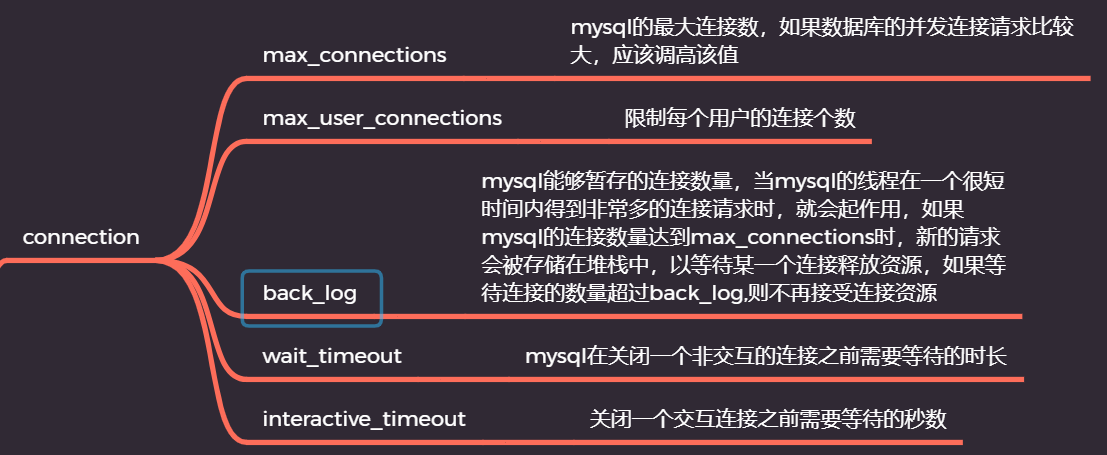 mysql的最大连接数，如果数据库的并发连接请求比较
大，应该调高该值
max_connections
max_user_connections
限制每个用户的连接个数
connection
mysql能够暂存的连接数量，当mysql的线程在一个很短
时间内得到非常多的连接请求时，就会起作用，如果
mysql的连接数量达到max_connections时，新的请求
会被存储在堆栈中，以等待某一个连接释放资源，如果等
待连接的数量超过back_log,则不再接受连接资源
back_log
wait_timeout
mysql在关闭一个非交互的连接之前需要等待的时长
interactive_timeout
关闭一个交互连接之前需要等待的秒数